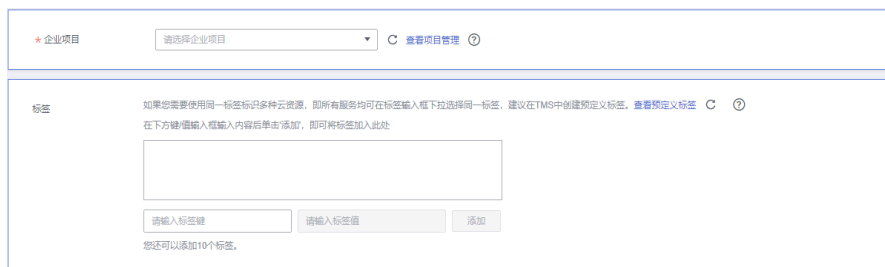 ★ 企业项目 请选择企业项目 查看项目管理
标签 如果您需要使用同一标签标识多种云资源，即所有服务均可在标签输入框下拉选择同一标签，建议在TMS中创建预定义标签。查看预定义标签
在下方键/值输入框输入内容后单击'添加'，即可将标签加入此处
请输入标签键 请输入标签值 添加
您还可以添加10个标签。